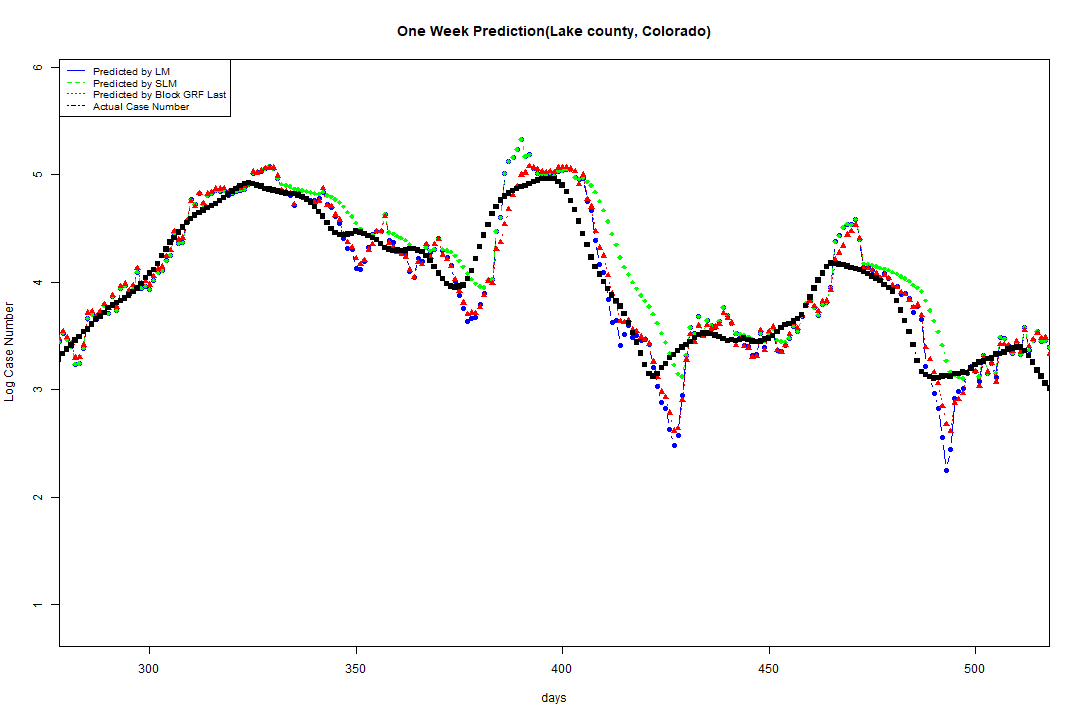 One Week Prediction(Lake county, Colorado)
Predicted by LM
Predicted by SLM
Predicted by Block GRF Last
Actual Case Number
6
5
4
3
2
1
Log Case Number
300
350
400
450
500
days